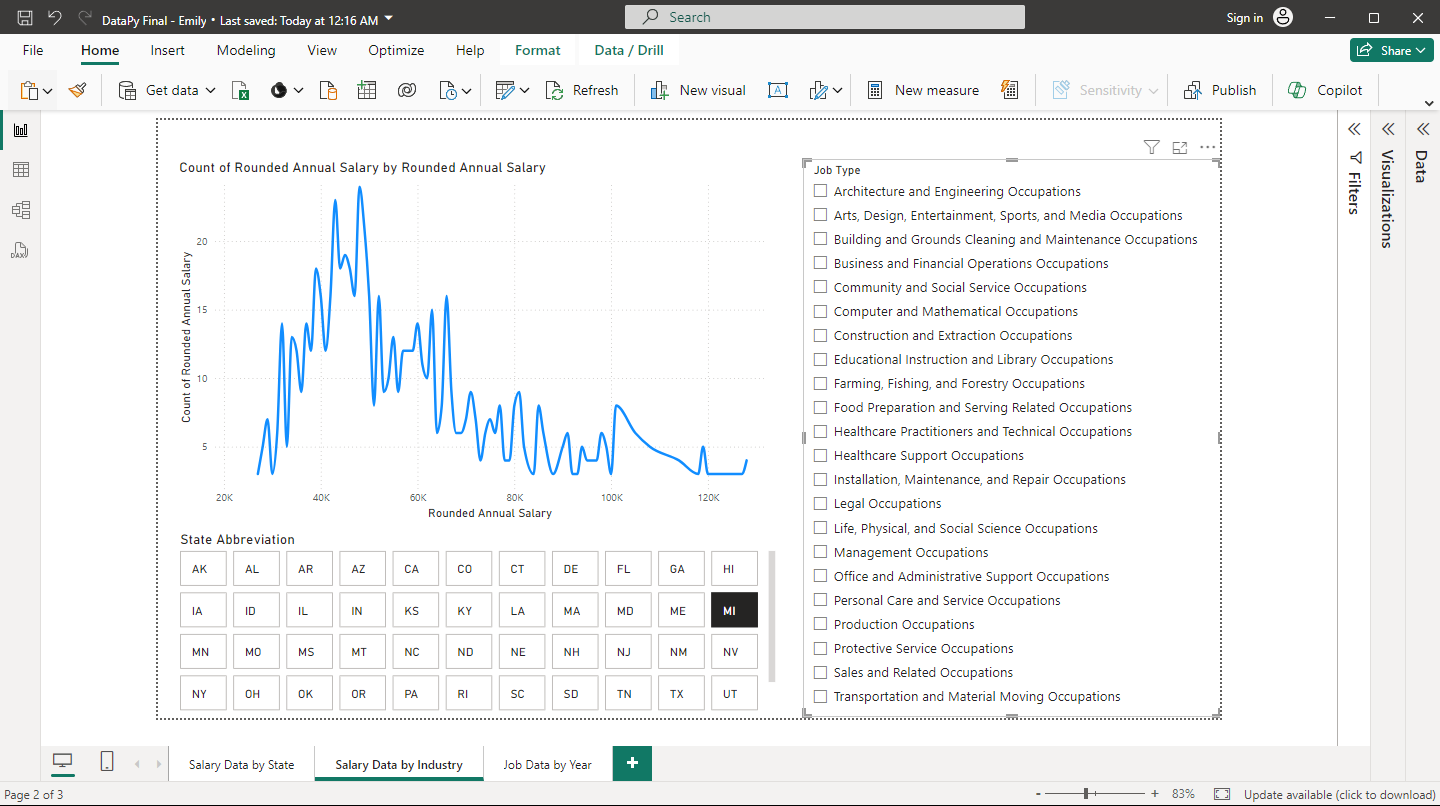 DataPy Final - Emily • Last saved: Today at 12:16 AM
Search
Sign in
File Home Insert Modeling View Optimize Help Format Data / Drill
Share
Get data
Refresh
New visual
New measure
Sensitivity
Publish
Copilot
DAX
Count of Rounded Annual Salary by Rounded Annual Salary
Count of Rounded Annual Salary
20
15
10
5
20K 40K 60K 80K 100K 120K
Rounded Annual Salary
State Abbreviation
AK AL AR AZ CA CO CT DE FL GA HI
IA ID IL IN KS KY LA MA MD ME MI
MN MO MS MT NC ND NE NH NJ NM NV
NY OH OK OR PA RI SC SD TN TX UT
Job Type
Architecture and Engineering Occupations
Arts, Design, Entertainment, Sports, and Media Occupations
Building and Grounds Cleaning and Maintenance Occupations
Business and Financial Operations Occupations
Community and Social Service Occupations
Computer and Mathematical Occupations
Construction and Extraction Occupations
Educational Instruction and Library Occupations
Farming, Fishing, and Forestry Occupations
Food Preparation and Serving Related Occupations
Healthcare Practitioners and Technical Occupations
Healthcare Support Occupations
Installation, Maintenance, and Repair Occupations
Legal Occupations
Life, Physical, and Social Science Occupations
Management Occupations
Office and Administrative Support Occupations
Personal Care and Service Occupations
Production Occupations
Protective Service Occupations
Sales and Related Occupations
Transportation and Material Moving Occupations
Filters
Visualizations
Data
Salary Data by State
Salary Data by Industry
Job Data by Year
Page 2 of 3
- + 83%
Update available (click to download)